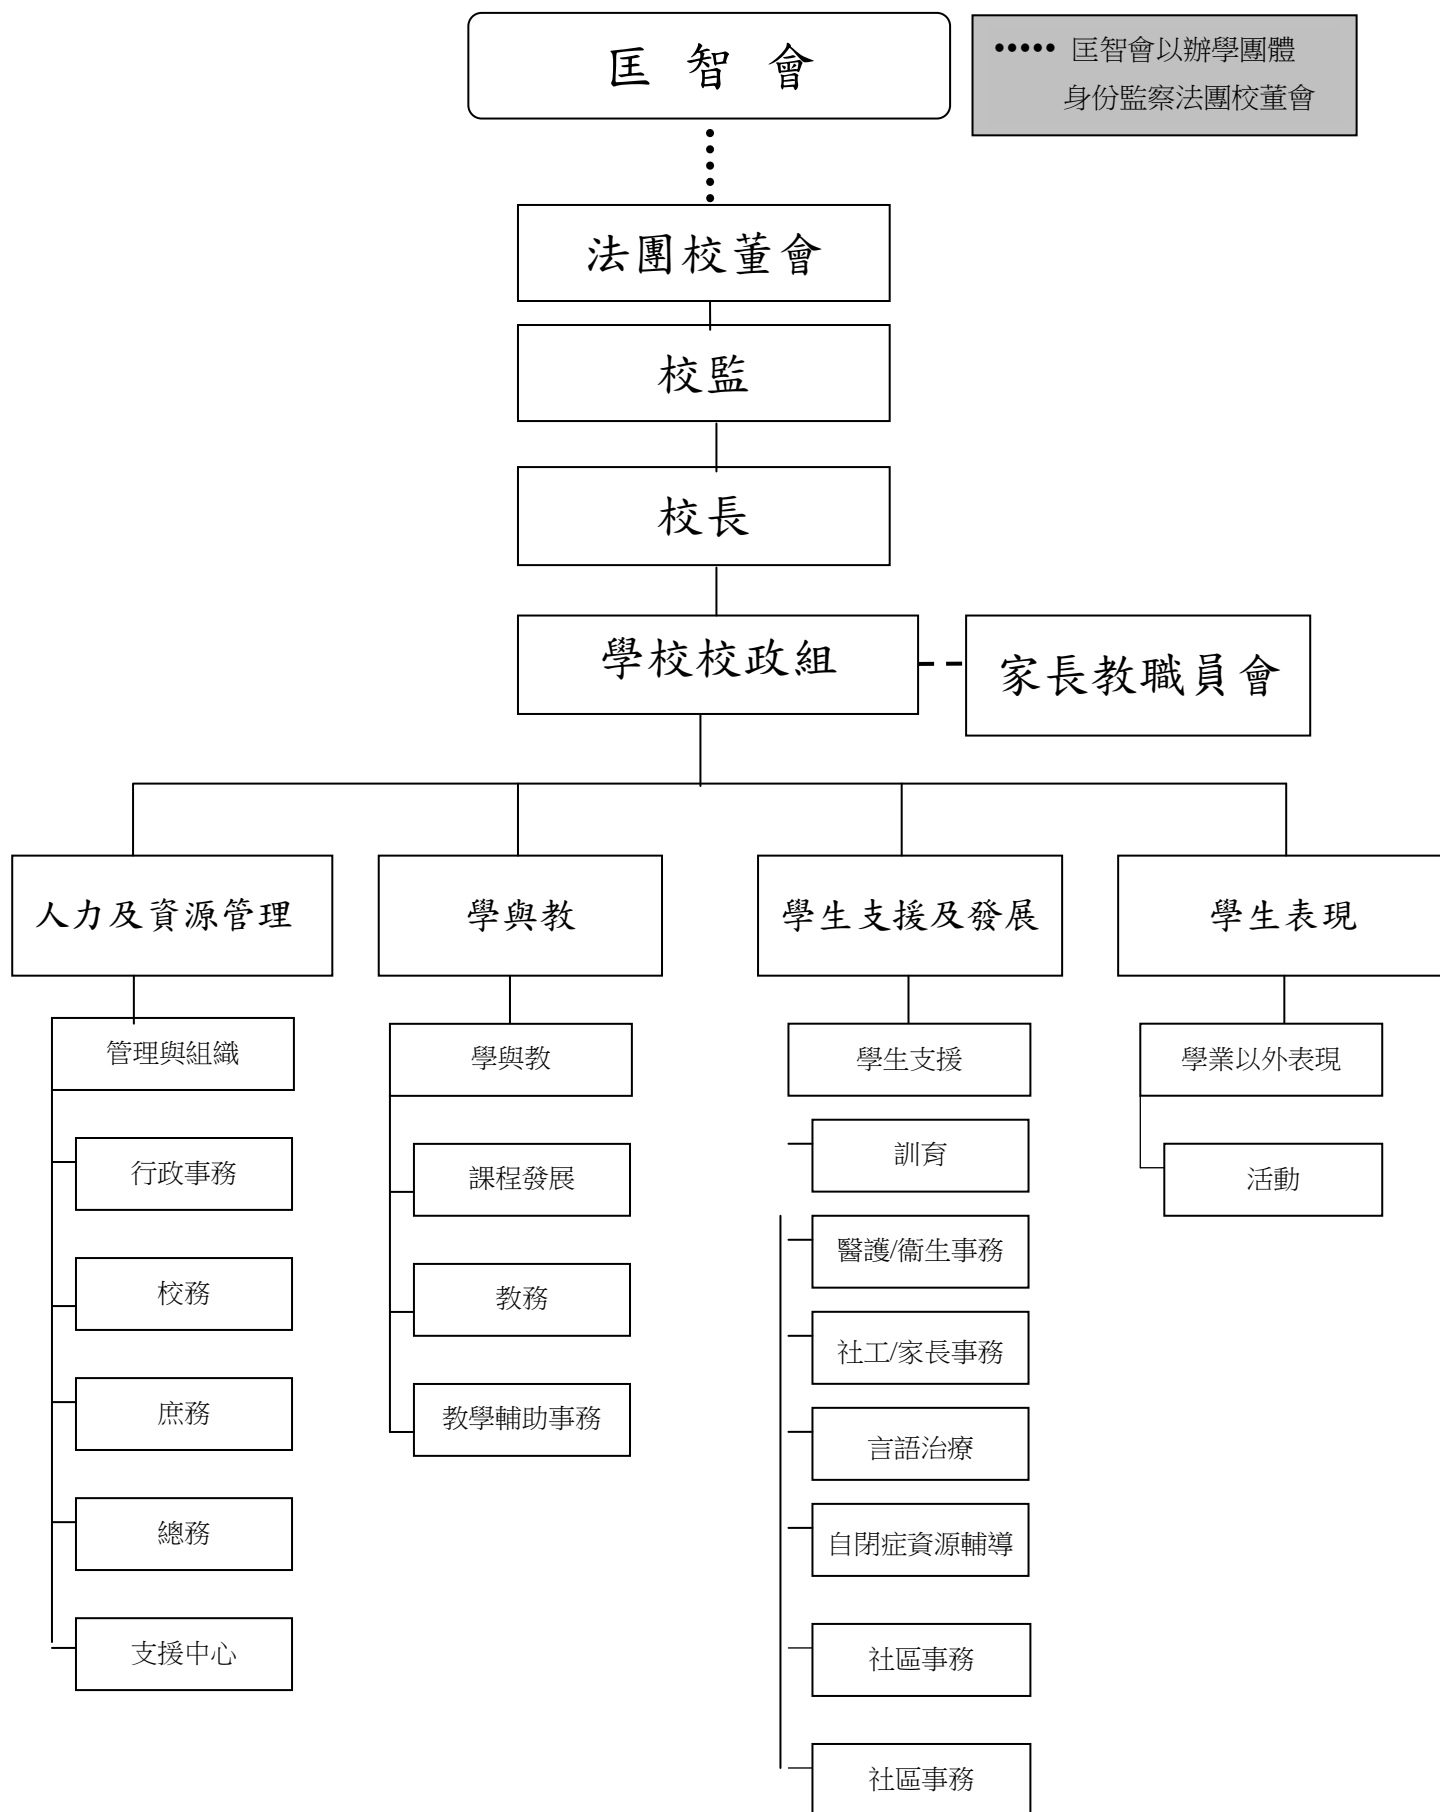 匡 智 會
••••• 匡智會以辦學團體
身份監察法團校董會
法團校董會
校監
校長
學校校政組
家長教職員會
人力及資源管理
學與教
學生支援及發展
學生表現
管理與組織
學與教
學生支援
學業以外表現
行政事務
課程發展
訓育
活動
校務
教務
醫護/衞生事務
庶務
教學輔助事務
社工/家長事務
總務
言語治療
支援中心
自閉症資源輔導
社區事務
社區事務